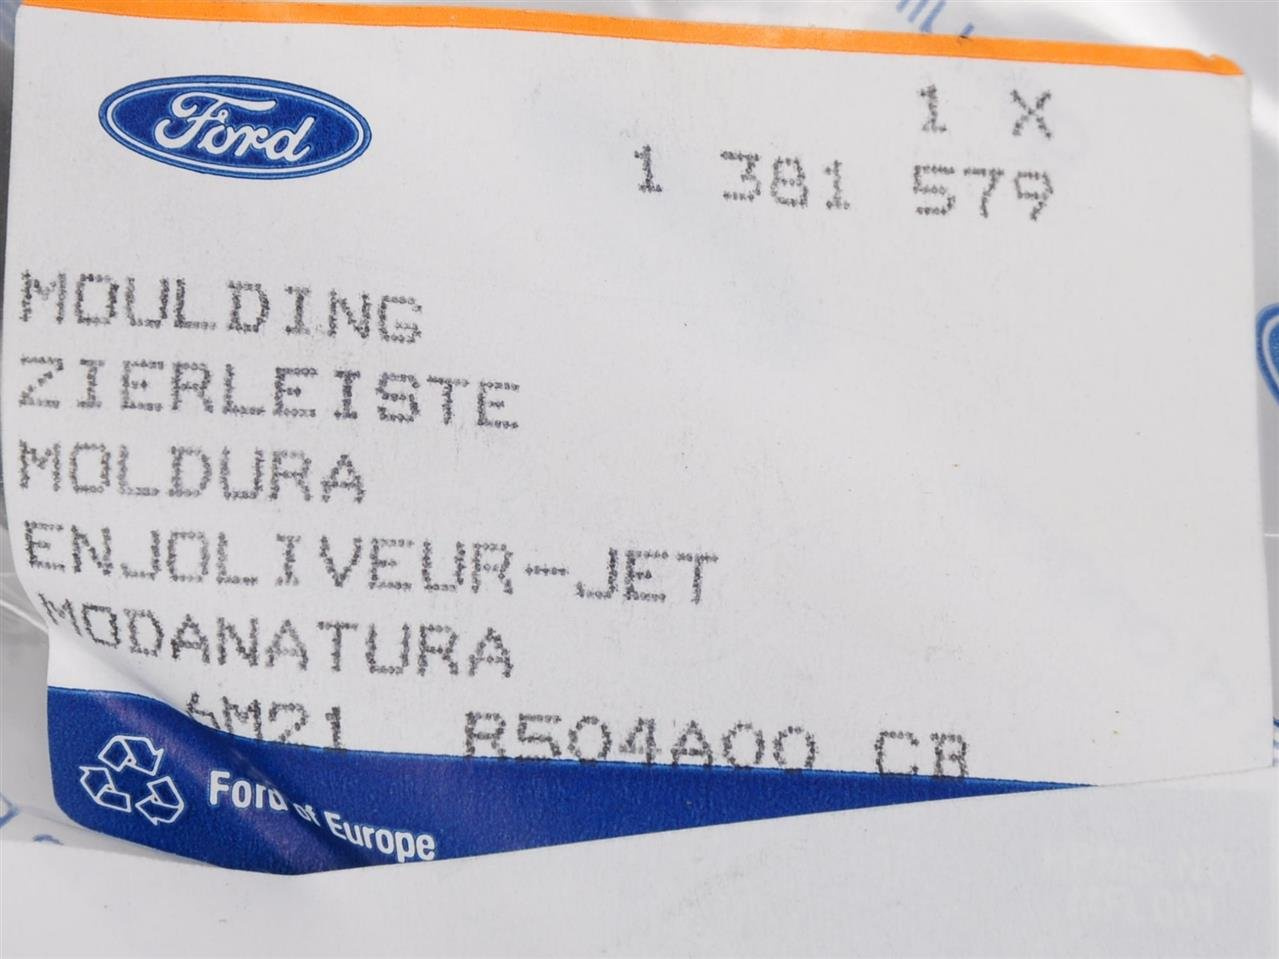 Ford
1 X
1 381 579
MOULDING
ZIERLEISTE
MOLDURA
ENJOLIVEUR-JET
MODANATURA
6M21 R504A00 CB
Ford of Europe